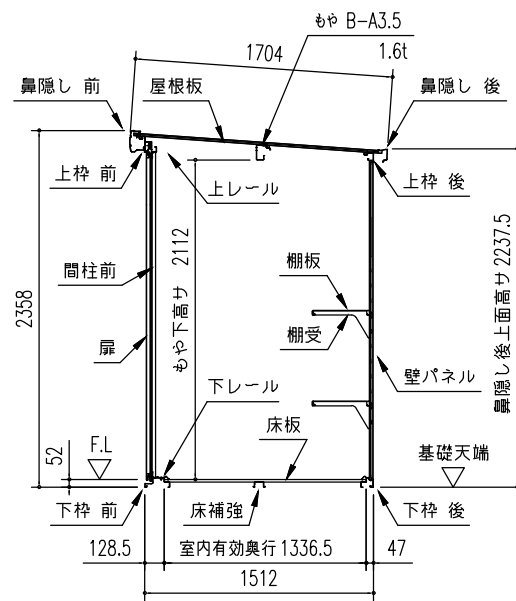 もや B-A3.5
1704
1.6t
鼻隠し 前
屋根板
鼻隠し 後
上枠 前
上レール
上枠 後
間柱前
もや下高サ 2112
棚板
2358
扉
棚受
壁パネル
鼻隠し後上面高サ 2237.5
下レール
F.L
床板
基礎天端
52
下枠 前
床補強
下枠 後
128.5
室内有効奥行1336.5
47
1512